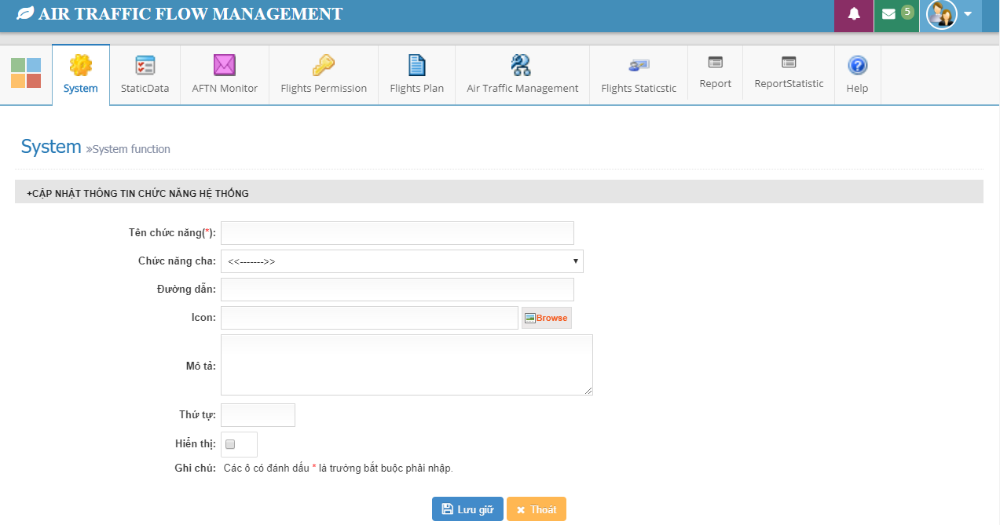 AIR TRAFFIC FLOW MANAGEMENT
5
System
StaticData
AFTN Monitor
Flights Permission
Flights Plan
Air Traffic Management
Flights Staticstic
Report
ReportStatistic
Help
System »System function
+CẬP NHẬT THÔNG TIN CHỨC NĂNG HỆ THỐNG
Tên chức năng(*):
Chức năng cha: <<------->>
Đường dẫn:
Icon: Browse
Mô tả:
Thứ tự:
Hiển thị:
Ghi chú: Các ô có đánh dấu * là trường bắt buộc phải nhập.
Lưu giữ Thoát